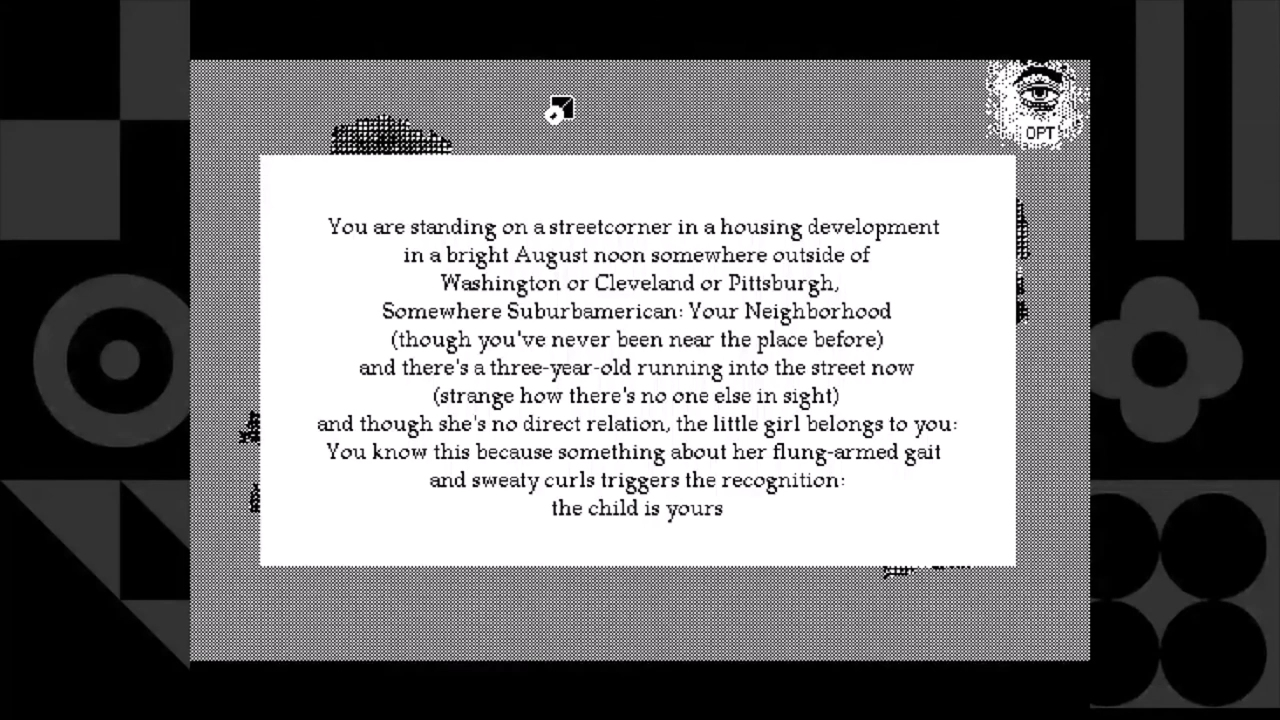 OPT
You are standing on a streetcorner in a housing development
in a bright August noon somewhere outside of
Washington or Cleveland or Pittsburgh,
Somewhere Suburbamerican: Your Neighborhood
(though you've never been near the place before)
and there's a three-year-old running into the street now
(strange how there's no one else in sight)
and though she's no direct relation, the little girl belongs to you:
You know this because something about her flung-armed gait
and sweaty curls triggers the recognition:
the child is yours